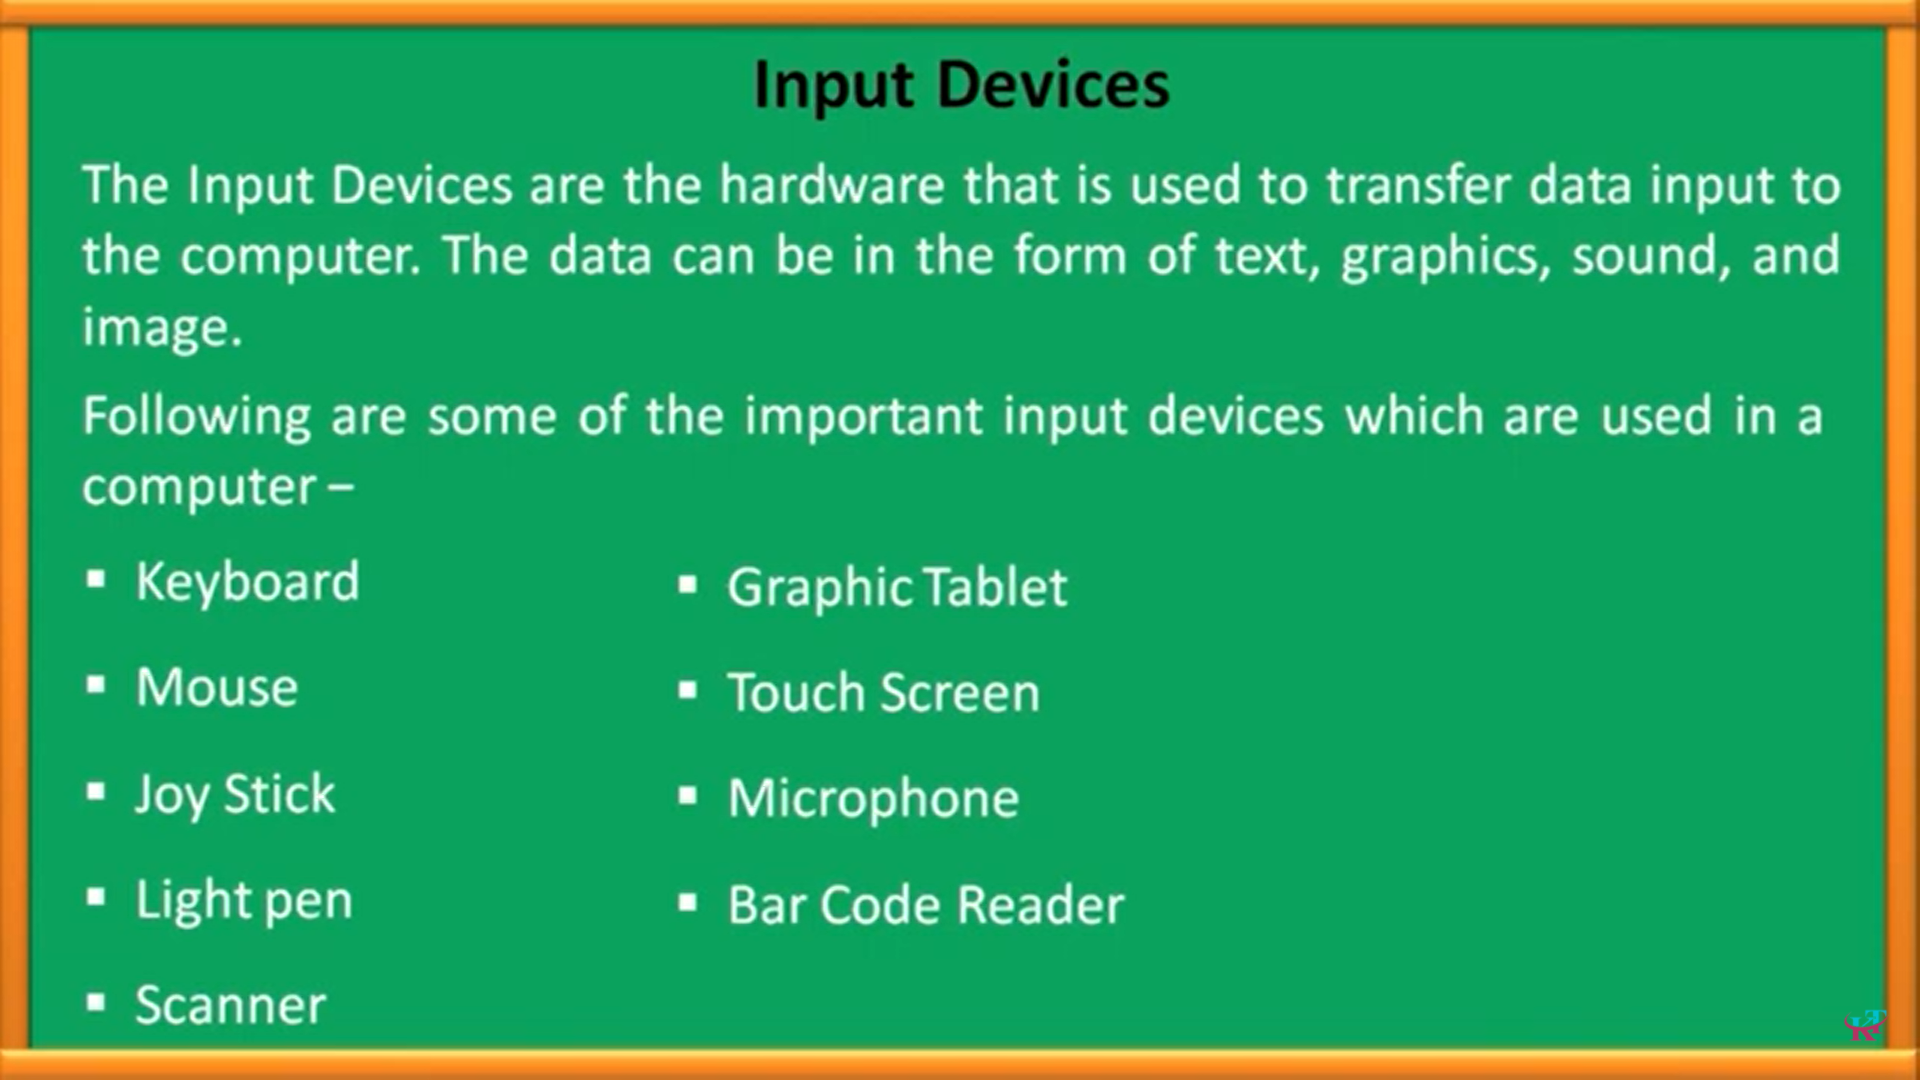 Input Devices
The Input Devices are the hardware that is used to transfer data input to
the computer. The data can be in the form of text, graphics, sound, and
image.
Following are some of the important input devices which are used in a
computer –
▪ Keyboard
▪ Mouse
▪ Joy Stick
▪ Light pen
▪ Scanner
▪ Graphic Tablet
▪ Touch Screen
▪ Microphone
▪ Bar Code Reader